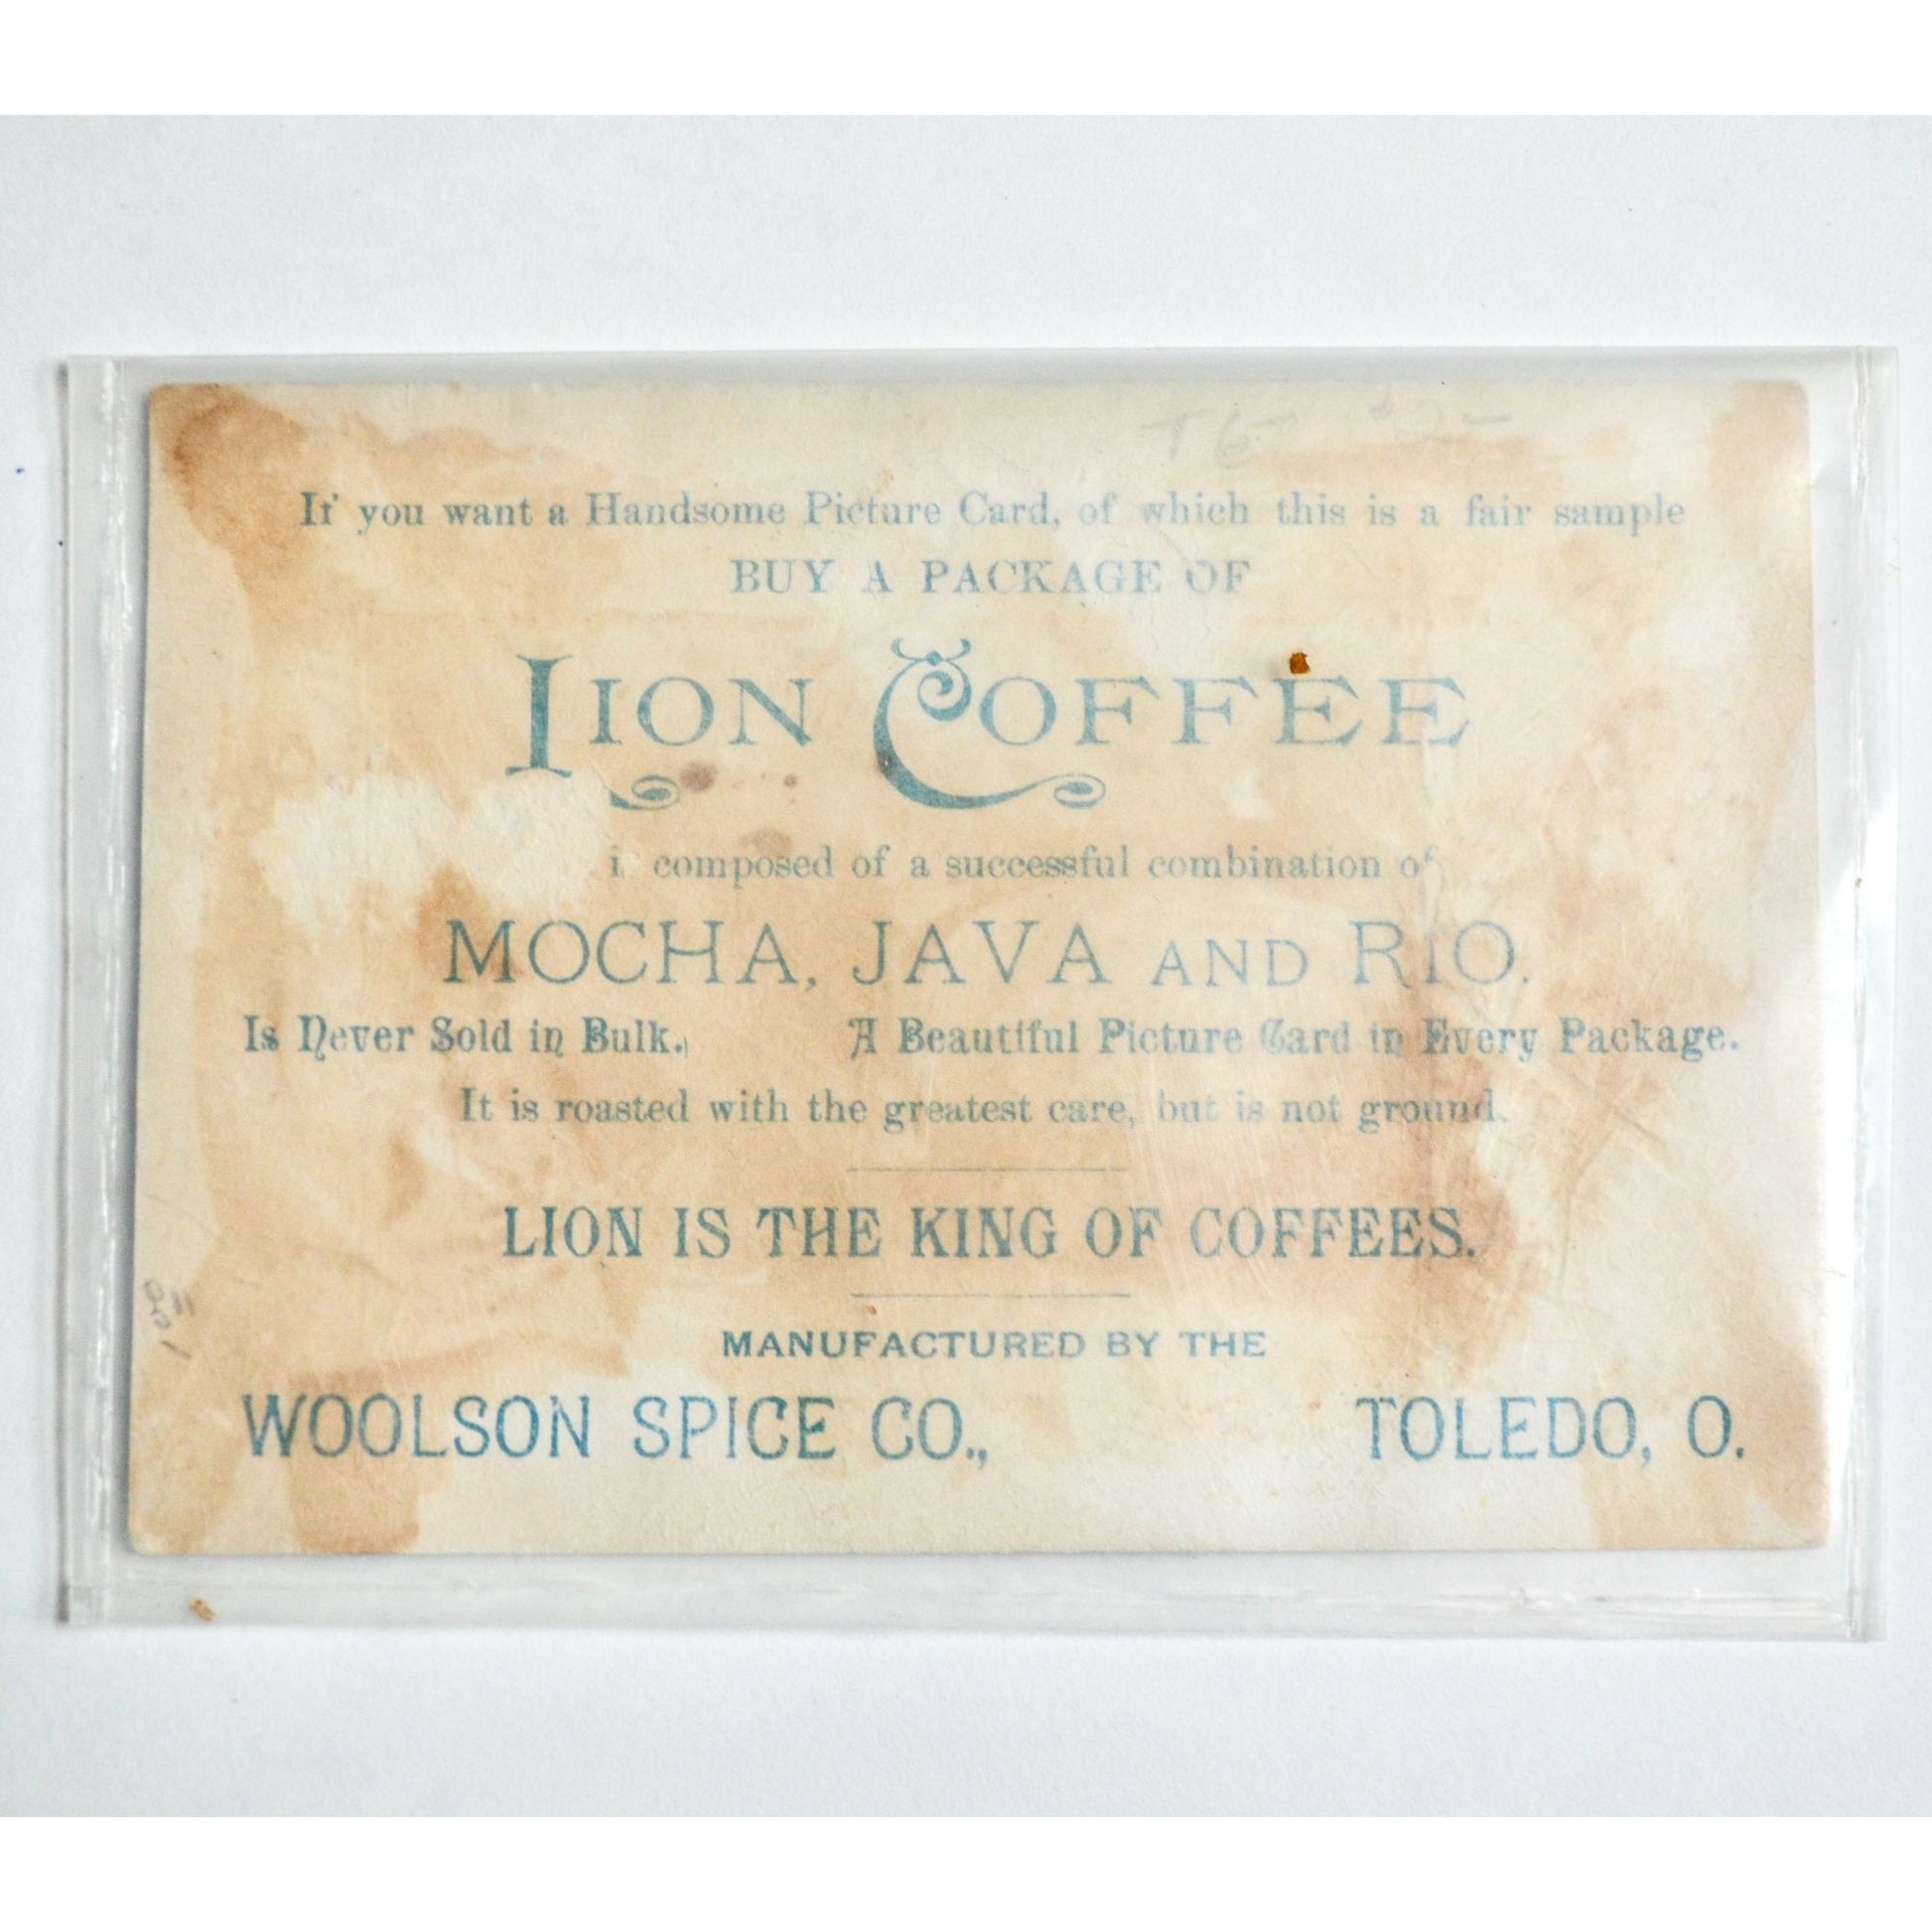 If you want a Handsome Picture Card, of which this is a fair sample
BUY A PACKAGE OF
LION COFFEE
is composed of a successful combination of
MOCHA, JAVA AND RIO.
Is Never Sold in Bulk. A Beautiful Picture Card in Every Package.
It is roasted with the greatest care, but is not ground.
LION IS THE KING OF COFFEES.
MANUFACTURED BY THE
WOOLSON SPICE CO., TOLEDO, O.